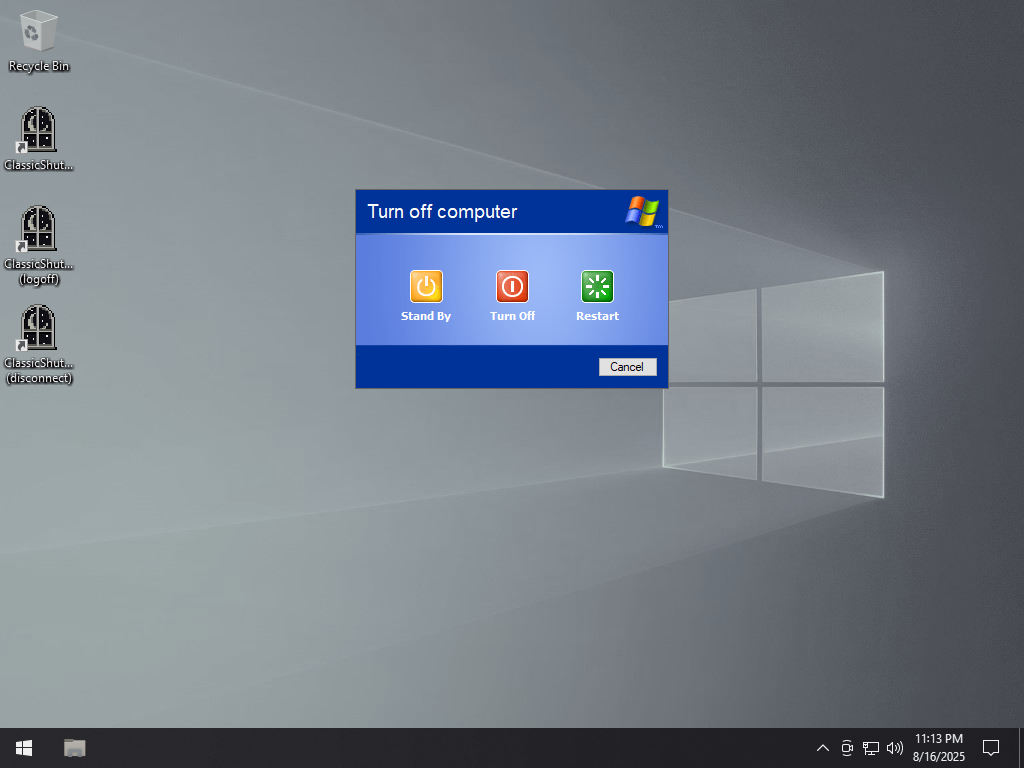 Recycle Bin
ClassicShut...
ClassicShut...
(logoff)
ClassicShut...
(disconnect)
Turn off computer
TM
Stand By
Turn Off
Restart
Cancel
11:13 PM
8/16/2025